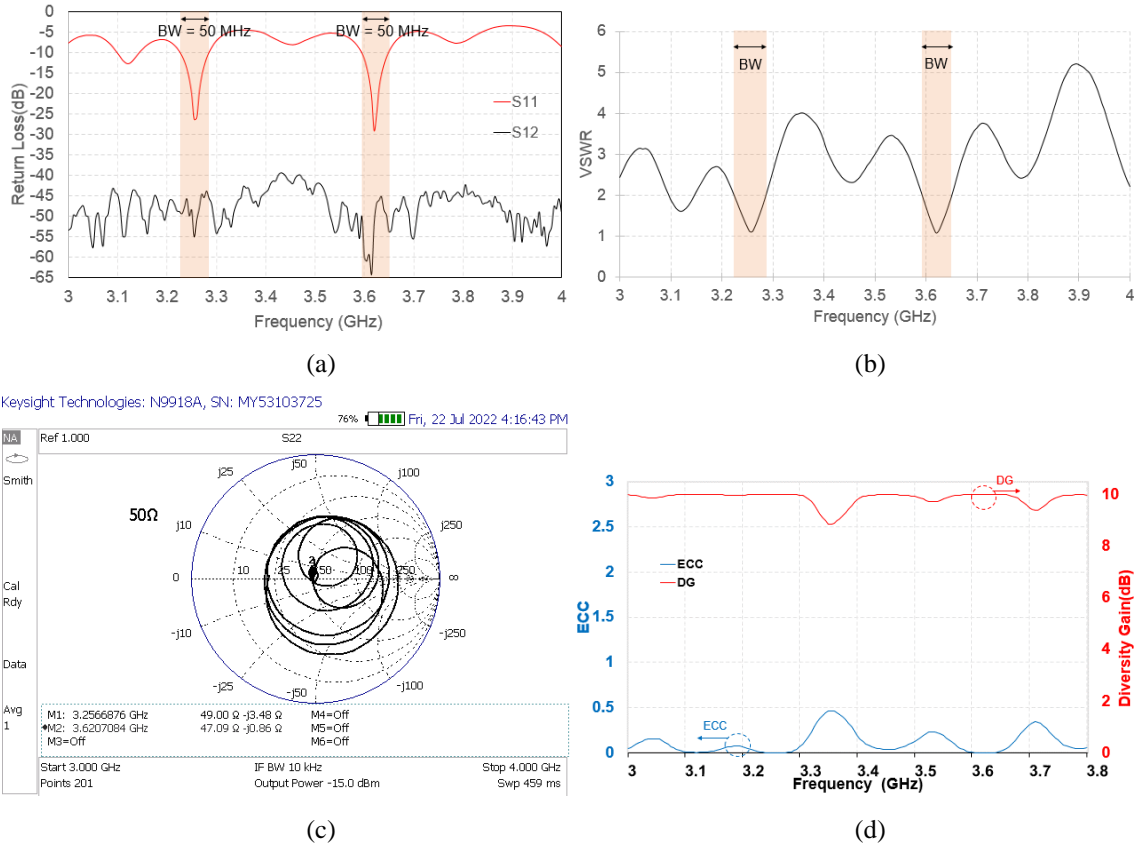 0
-5
-10
-15
-20
-25
-30
-35
-40
-45
-50
-55
-60
-65
Return Loss(dB)
BW = 50 MHz
BW = 50 MHz
S11
S12
3 3.1 3.2 3.3 3.4 3.5 3.6 3.7 3.8 3.9 4
Frequency (GHz)
(a)
6
5
4
3
2
1
0
VSWR
BW
BW
3 3.1 3.2 3.3 3.4 3.5 3.6 3.7 3.8 3.9 4
Frequency (GHz)
(b)
Keysight Technologies: N9918A, SN: MY53103725
76% Fri, 22 Jul 2022 4:16:43 PM
NA
Ref 1.000 S22
Smith
Cal
Rdy
Data
Avg
1
50Ω
j50
j25 j100
j10 j250
0 10 25 50 100 250 ∞
-j10 -j250
-j25 -j100
-j50
2
M1: 3.2566876 GHz 49.00 Ω -j3.48 Ω M4=Off
M2: 3.6207084 GHz 47.09 Ω -j0.86 Ω M5=Off
M3=Off M6=Off
Start 3.000 GHz IF BW 10 kHz Stop 4.000 GHz
Points 201 Output Power -15.0 dBm Swp 459 ms
(c)
3
2.5
2
1.5
1
0.5
0
ECC
DG
ECC
DG
ECC
10
8
6
4
2
0
Diversity Gain(dB)
3 3.1 3.2 3.3 3.4 3.5 3.6 3.7 3.8
Frequency (GHz)
(d)